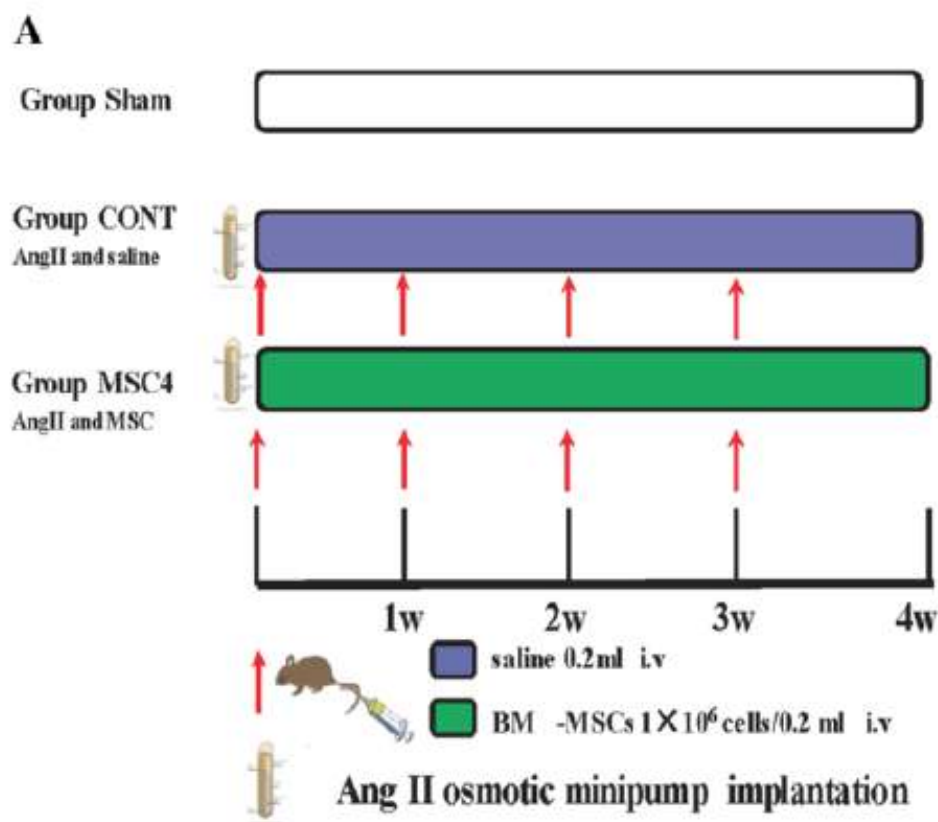 A
Group Sham
Group CONT
AngII and saline
Group MSC4
AngII and MSC
1w 2w 3w 4w
saline 0.2ml i.v
BM -MSCs 1×10⁶ cells/0.2 ml i.v
Ang II osmotic minipump implantation